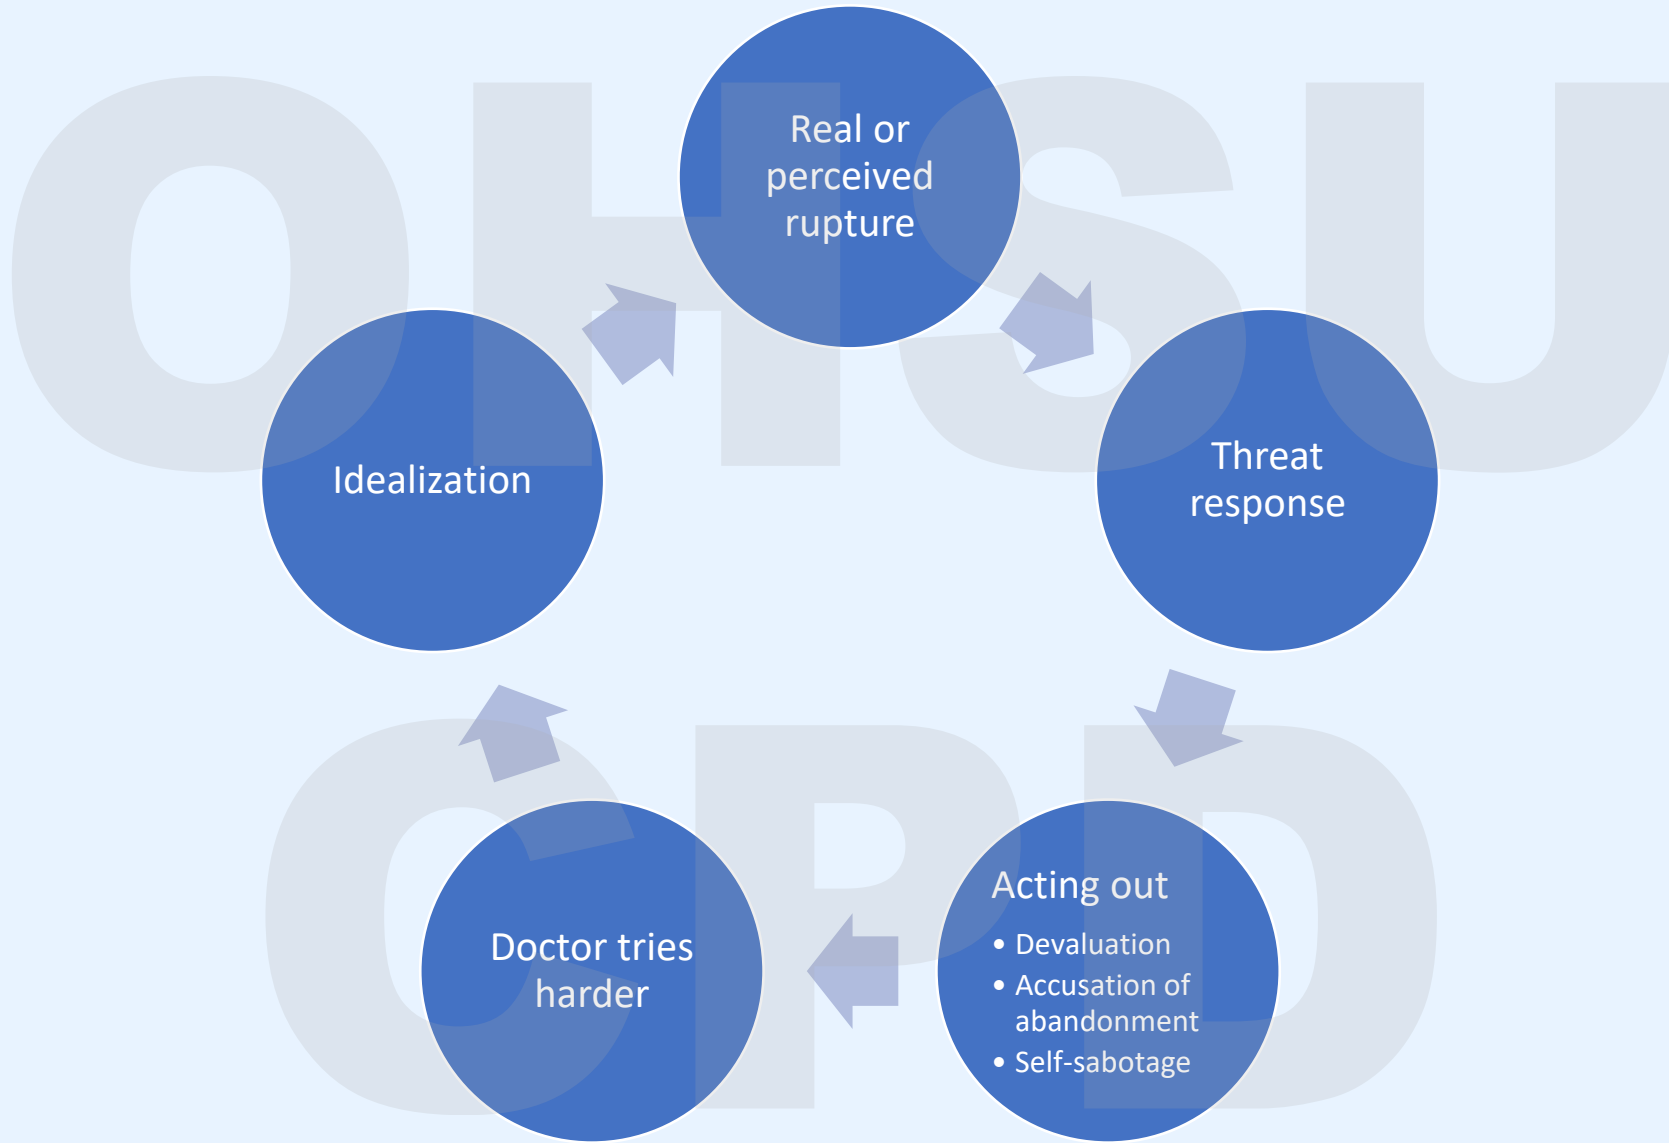 OHSU
CPD
Real or
perceived
rupture
Threat
response
Acting out
• Devaluation
• Accusation of
abandonment
• Self-sabotage
Doctor tries
harder
Idealization